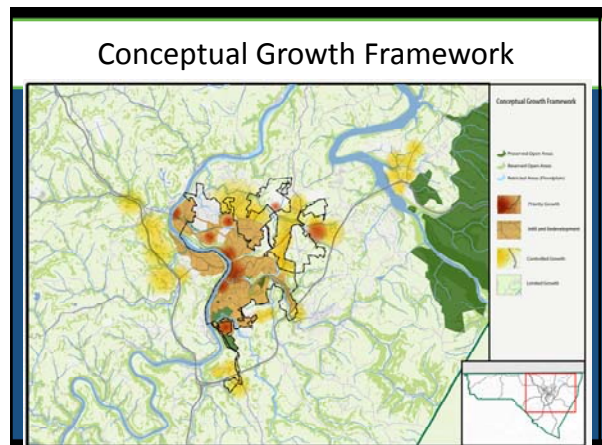 Conceptual Growth Framework
Conceptual Growth Framework
Preserved Open Areas
Reserved Open Areas
Restricted Areas (Floodplain)
Priority Growth
Infill and Redevelopment
Controlled Growth
Limited Growth